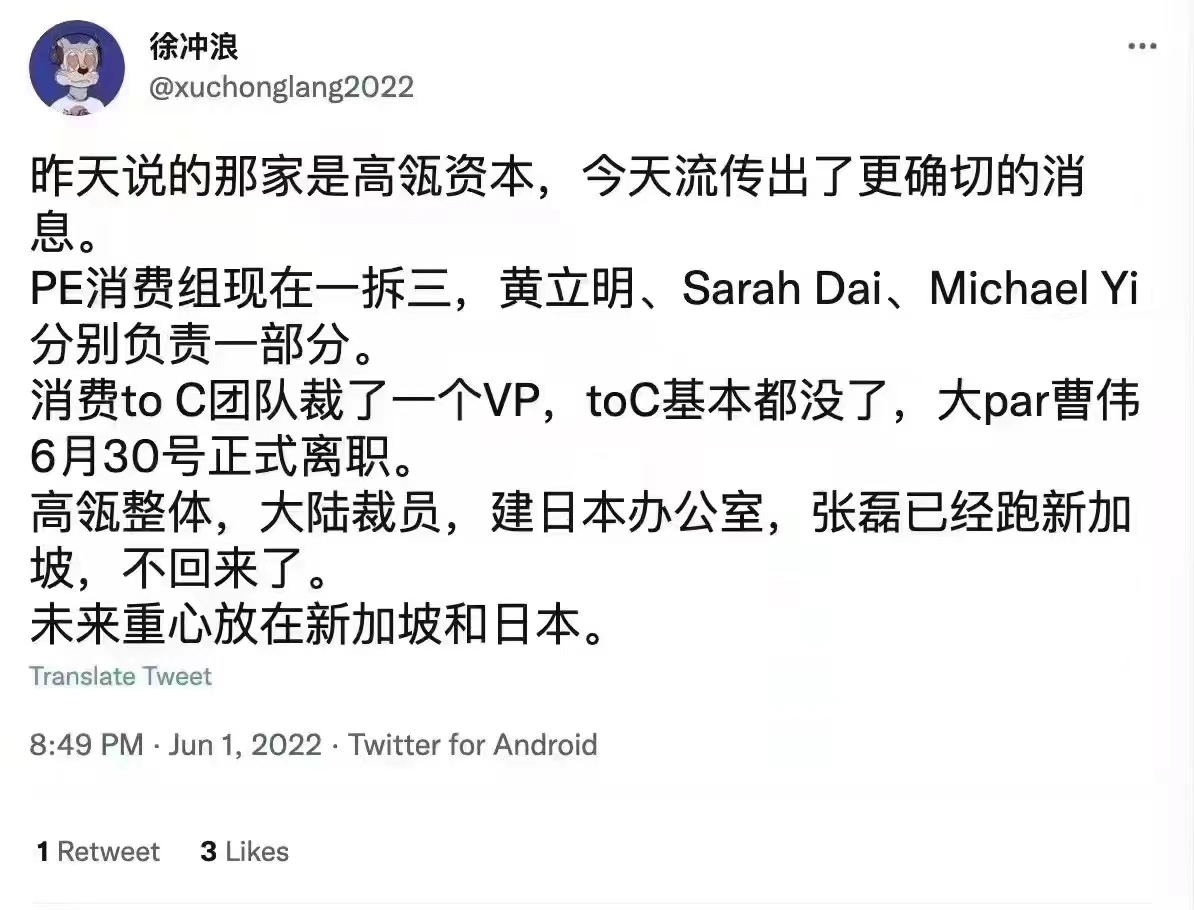 徐冲浪
@xuchonglang2022
昨天说的那家是高瓴资本，今天流传出了更确切的消
息。
PE消费组现在一拆三，黄立明、Sarah Dai、Michael Yi
分别负责一部分。
消费to C团队裁了一个VP，toC基本都没了，大par曹伟
6月30号正式离职。
高瓴整体，大陆裁员，建日本办公室，张磊已经跑新加
坡，不回来了。
未来重心放在新加坡和日本。
Translate Tweet
8:49 PM · Jun 1, 2022 · Twitter for Android
1 Retweet 3 Likes